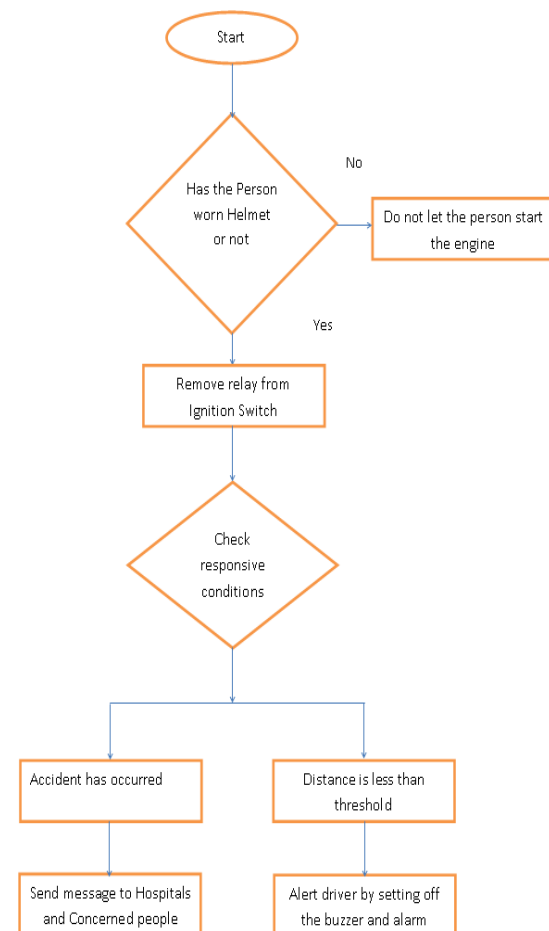 Start
Has the Person
worn Helmet
or not
No
Do not let the person start
the engine
Yes
Remove relay from
Ignition Switch
Check
responsive
conditions
Accident has occurred
Distance is less than
threshold
Send message to Hospitals
and Concerned people
Alert driver by setting off
the buzzer and alarm